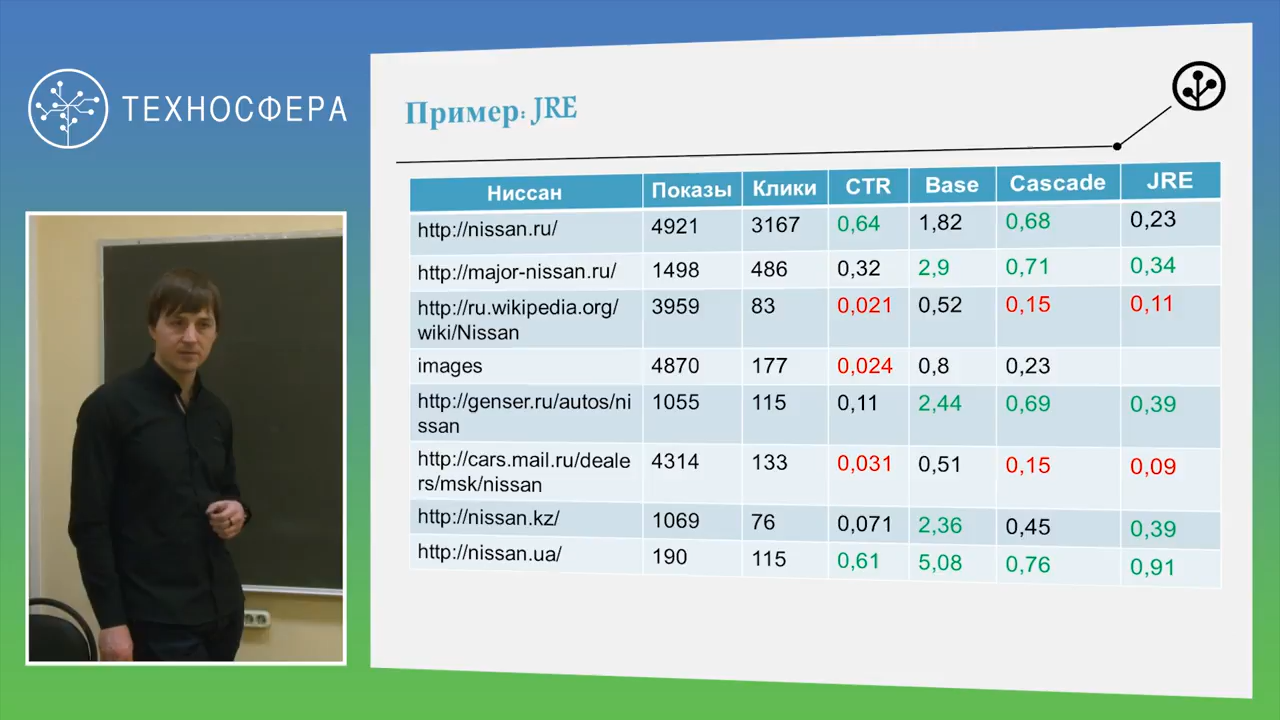 ТЕХНОСФЕРА
Пример: JRE
Ниссан Показы Клики CTR Base Cascade JRE
http://nissan.ru/ 4921 3167 0,64 1,82 0,68 0,23
http://major-nissan.ru/ 1498 486 0,32 2,9 0,71 0,34
http://ru.wikipedia.org/ 3959 83 0,021 0,52 0,15 0,11
wiki/Nissan
images 4870 177 0,024 0,8 0,23
http://genser.ru/autos/ni 1055 115 0,11 2,44 0,69 0,39
ssan
http://cars.mail.ru/deale 4314 133 0,031 0,51 0,15 0,09
rs/msk/nissan
http://nissan.kz/ 1069 76 0,071 2,36 0,45 0,39
http://nissan.ua/ 190 115 0,61 5,08 0,76 0,91